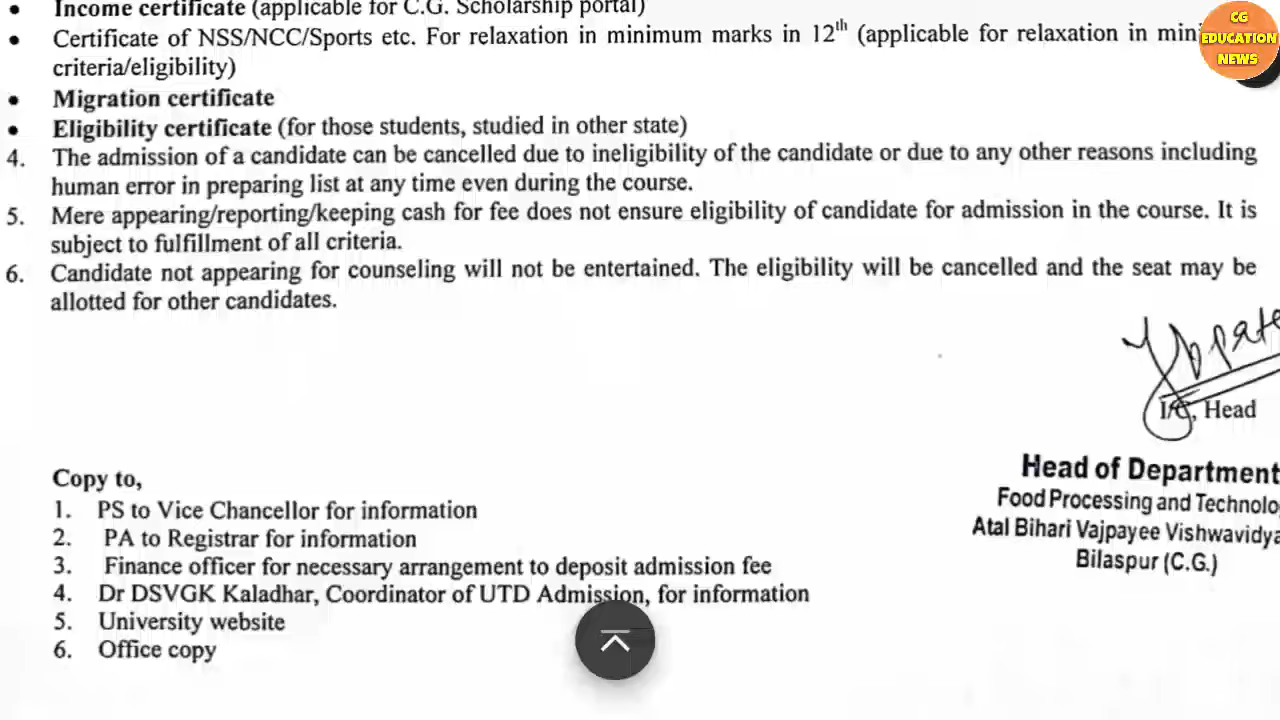 • Income certificate (applicable for C.G. Scholarship portal)
• Certificate of NSS/NCC/Sports etc. For relaxation in minimum marks in 12th (applicable for relaxation in mini
criteria/eligibility)
• Migration certificate
• Eligibility certificate (for those students, studied in other state)
4. The admission of a candidate can be cancelled due to ineligibility of the candidate or due to any other reasons including
human error in preparing list at any time even during the course.
5. Mere appearing/reporting/keeping cash for fee does not ensure eligibility of candidate for admission in the course. It is
subject to fulfillment of all criteria.
6. Candidate not appearing for counseling will not be entertained. The eligibility will be cancelled and the seat may be
allotted for other candidates.
I/C, Head
Head of Department
Food Processing and Technolo
Atal Bihari Vajpayee Vishwavidya
Bilaspur (C.G.)
Copy to,
1. PS to Vice Chancellor for information
2. PA to Registrar for information
3. Finance officer for necessary arrangement to deposit admission fee
4. Dr DSVGK Kaladhar, Coordinator of UTD Admission, for information
5. University website
6. Office copy
CG
EDUCATION
NEWS